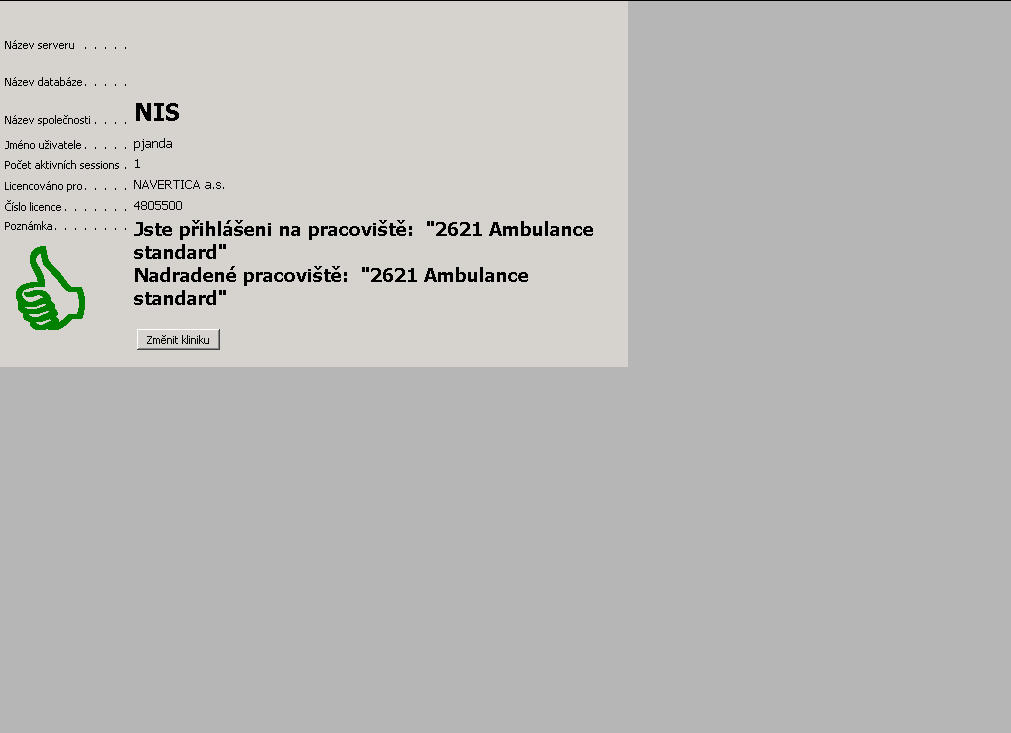 Název serveru . . . . .
Název databáze . . . . .
Název společnosti . . . . NIS
Jméno uživatele . . . . . pjanda
Počet aktivních sessions . 1
Licencováno pro . . . . . NAVERTICA a.s.
Číslo licence . . . . . . . 4805500
Poznámka . . . . . . . . Jste přihlášeni na pracoviště: "2621 Ambulance
standard"
Nadradené pracoviště: "2621 Ambulance
standard"
Změnit kliniku